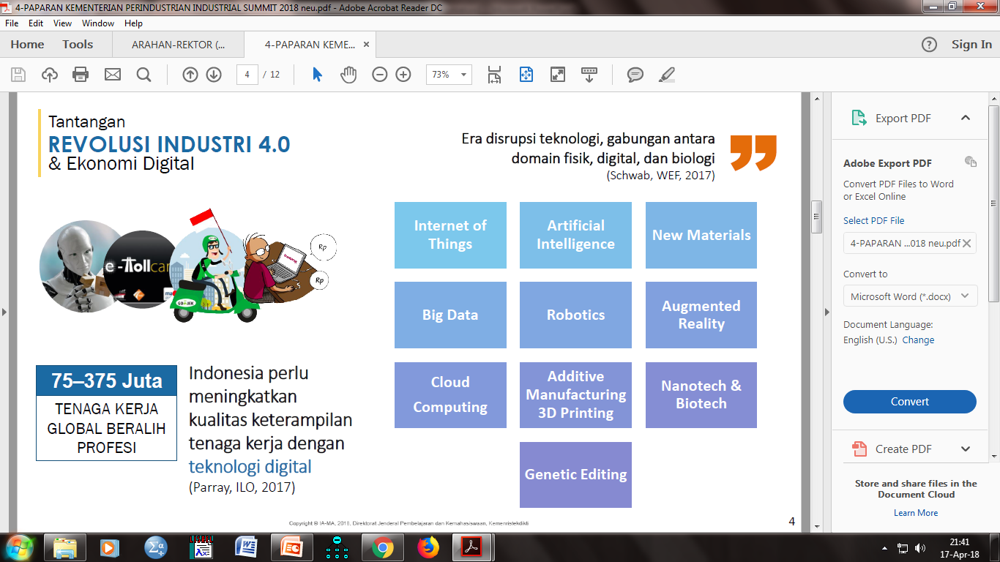 4-PAPARAN KEMENTERIAN PERINDUSTRIAN INDUSTRIAL SUMMIT 2018 neu.pdf - Adobe Acrobat Reader DC
File Edit View Window Help
Home Tools ARAHAN-REKTOR (... 4-PAPARAN KEME... ×
Sign In
4 / 12 73%
Tantangan
REVOLUSI INDUSTRI 4.0
& Ekonomi Digital
Era disrupsi teknologi, gabungan antara
domain fisik, digital, dan biologi
(Schwab, WEF, 2017)
e-Tollcar
GO-JEK
Rp
Rp
75–375 Juta
TENAGA KERJA
GLOBAL BERALIH
PROFESI
Indonesia perlu
meningkatkan
kualitas keterampilan
tenaga kerja dengan
teknologi digital
(Parray, ILO, 2017)
Internet of
Things
Artificial
Intelligence
New Materials
Big Data
Robotics
Augmented
Reality
Cloud
Computing
Additive
Manufacturing
3D Printing
Nanotech &
Biotech
Genetic Editing
Copyright © IA-MA, 2018, Direktorat Jenderal Pembelajaran dan Kemahasiswaan, Kemenristekdikti
4
Export PDF
Adobe Export PDF
Convert PDF Files to Word
or Excel Online
Select PDF File
4-PAPARAN ...018 neu.pdf ×
Convert to
Microsoft Word (*.docx)
Document Language:
English (U.S.) Change
Convert
Create PDF
Store and share files in the
Document Cloud
Learn More
21:41
17-Apr-18